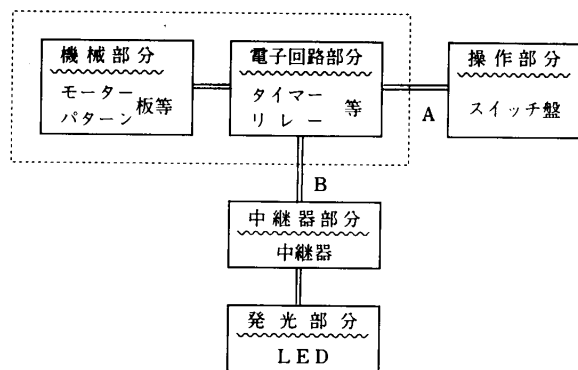 機械部分
モーター
パターン 板等
電子回路部分
タイマー
リレー 等
操作部分
スイッチ盤
A
B
中継器部分
中継器
発光部分
LED